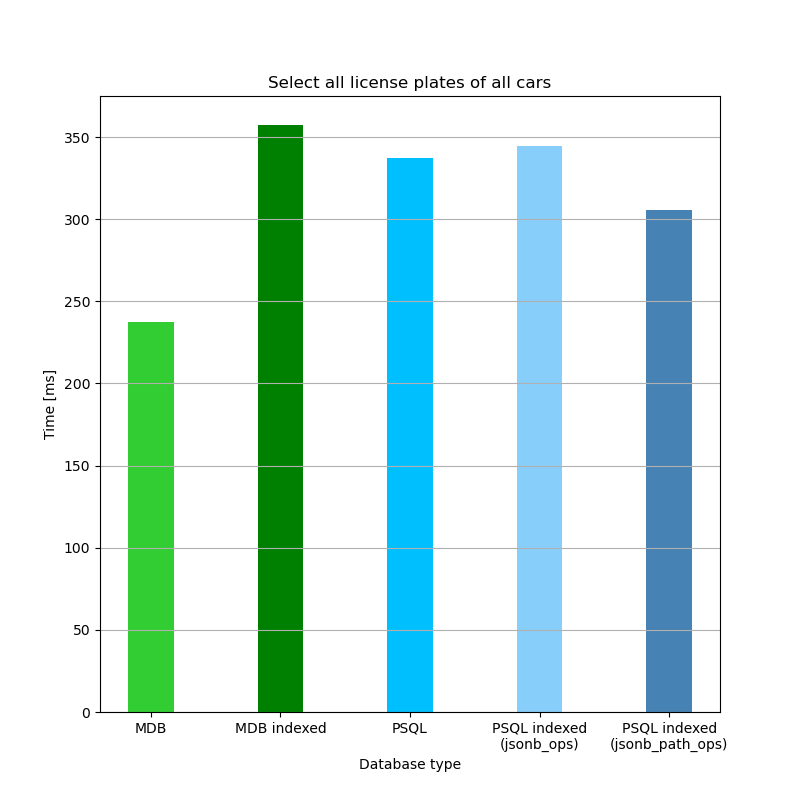 Select all license plates of all cars
Time [ms]
350
300
250
200
150
100
50
0
MDB
MDB indexed
PSQL
PSQL indexed
(jsonb_ops)
PSQL indexed
(jsonb_path_ops)
Database type